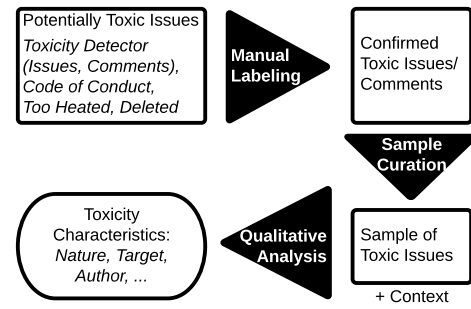 Potentially Toxic Issues
Toxicity Detector
(Issues, Comments),
Code of Conduct,
Too Heated, Deleted
Manual
Labeling
Confirmed
Toxic Issues/
Comments
Sample
Curation
Sample of
Toxic Issues
+ Context
Qualitative
Analysis
Toxicity
Characteristics:
Nature, Target,
Author, ...